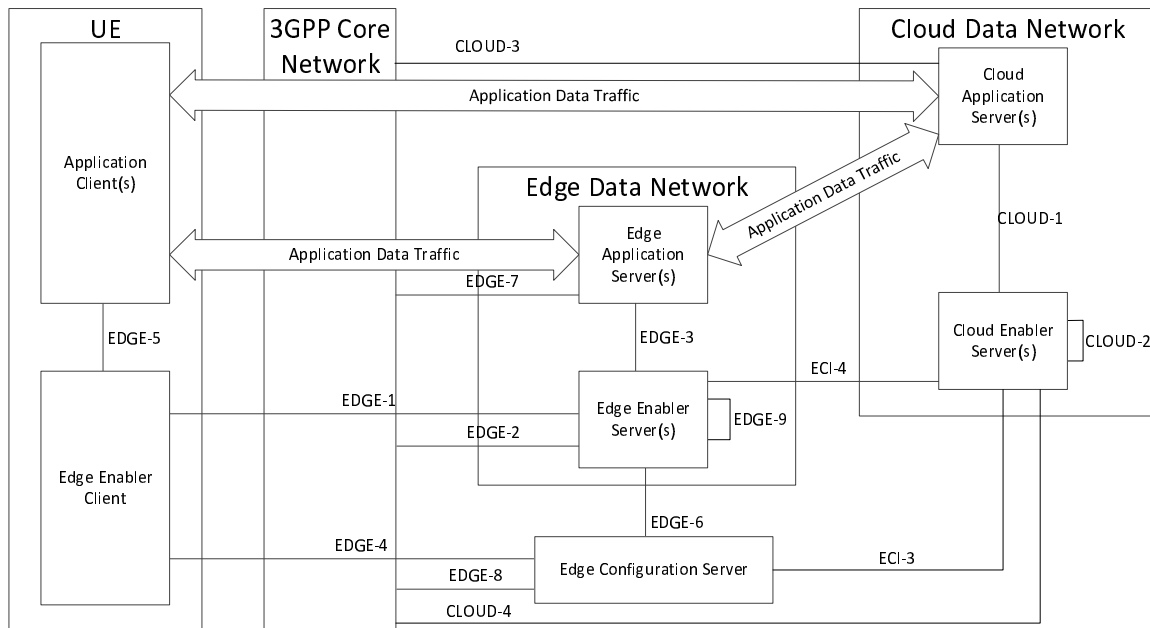 UE
3GPP Core
Network
Cloud Data Network
CLOUD-3
Application Data Traffic
Cloud
Application
Server(s)
Application
Client(s)
Edge Data Network
Application Data Traffic
CLOUD-1
Application Data Traffic
Edge
Application
Server(s)
EDGE-7
EDGE-5
EDGE-3
Cloud Enabler
Server(s)
CLOUD-2
ECI-4
EDGE-1
Edge Enabler
Server(s)
EDGE-9
EDGE-2
Edge Enabler
Client
EDGE-6
EDGE-4
Edge Configuration Server
ECI-3
EDGE-8
CLOUD-4